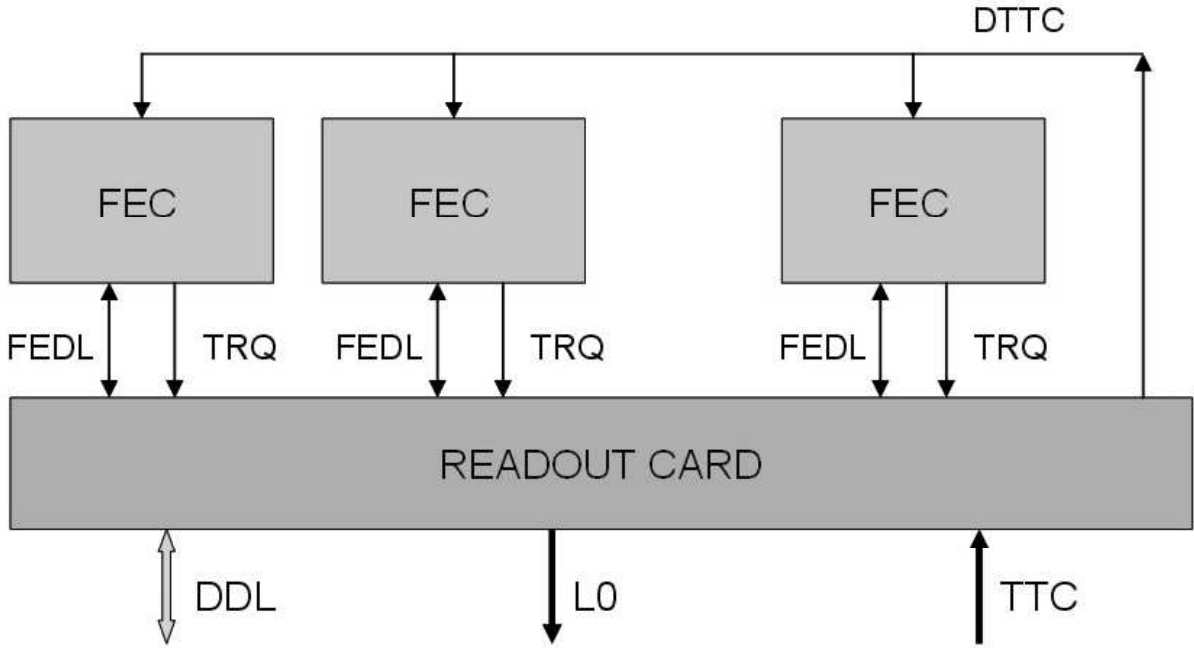 DTTC
FEC FEC FEC
FEDL TRQ FEDL TRQ FEDL TRQ
READOUT CARD
DDL L0 TTC